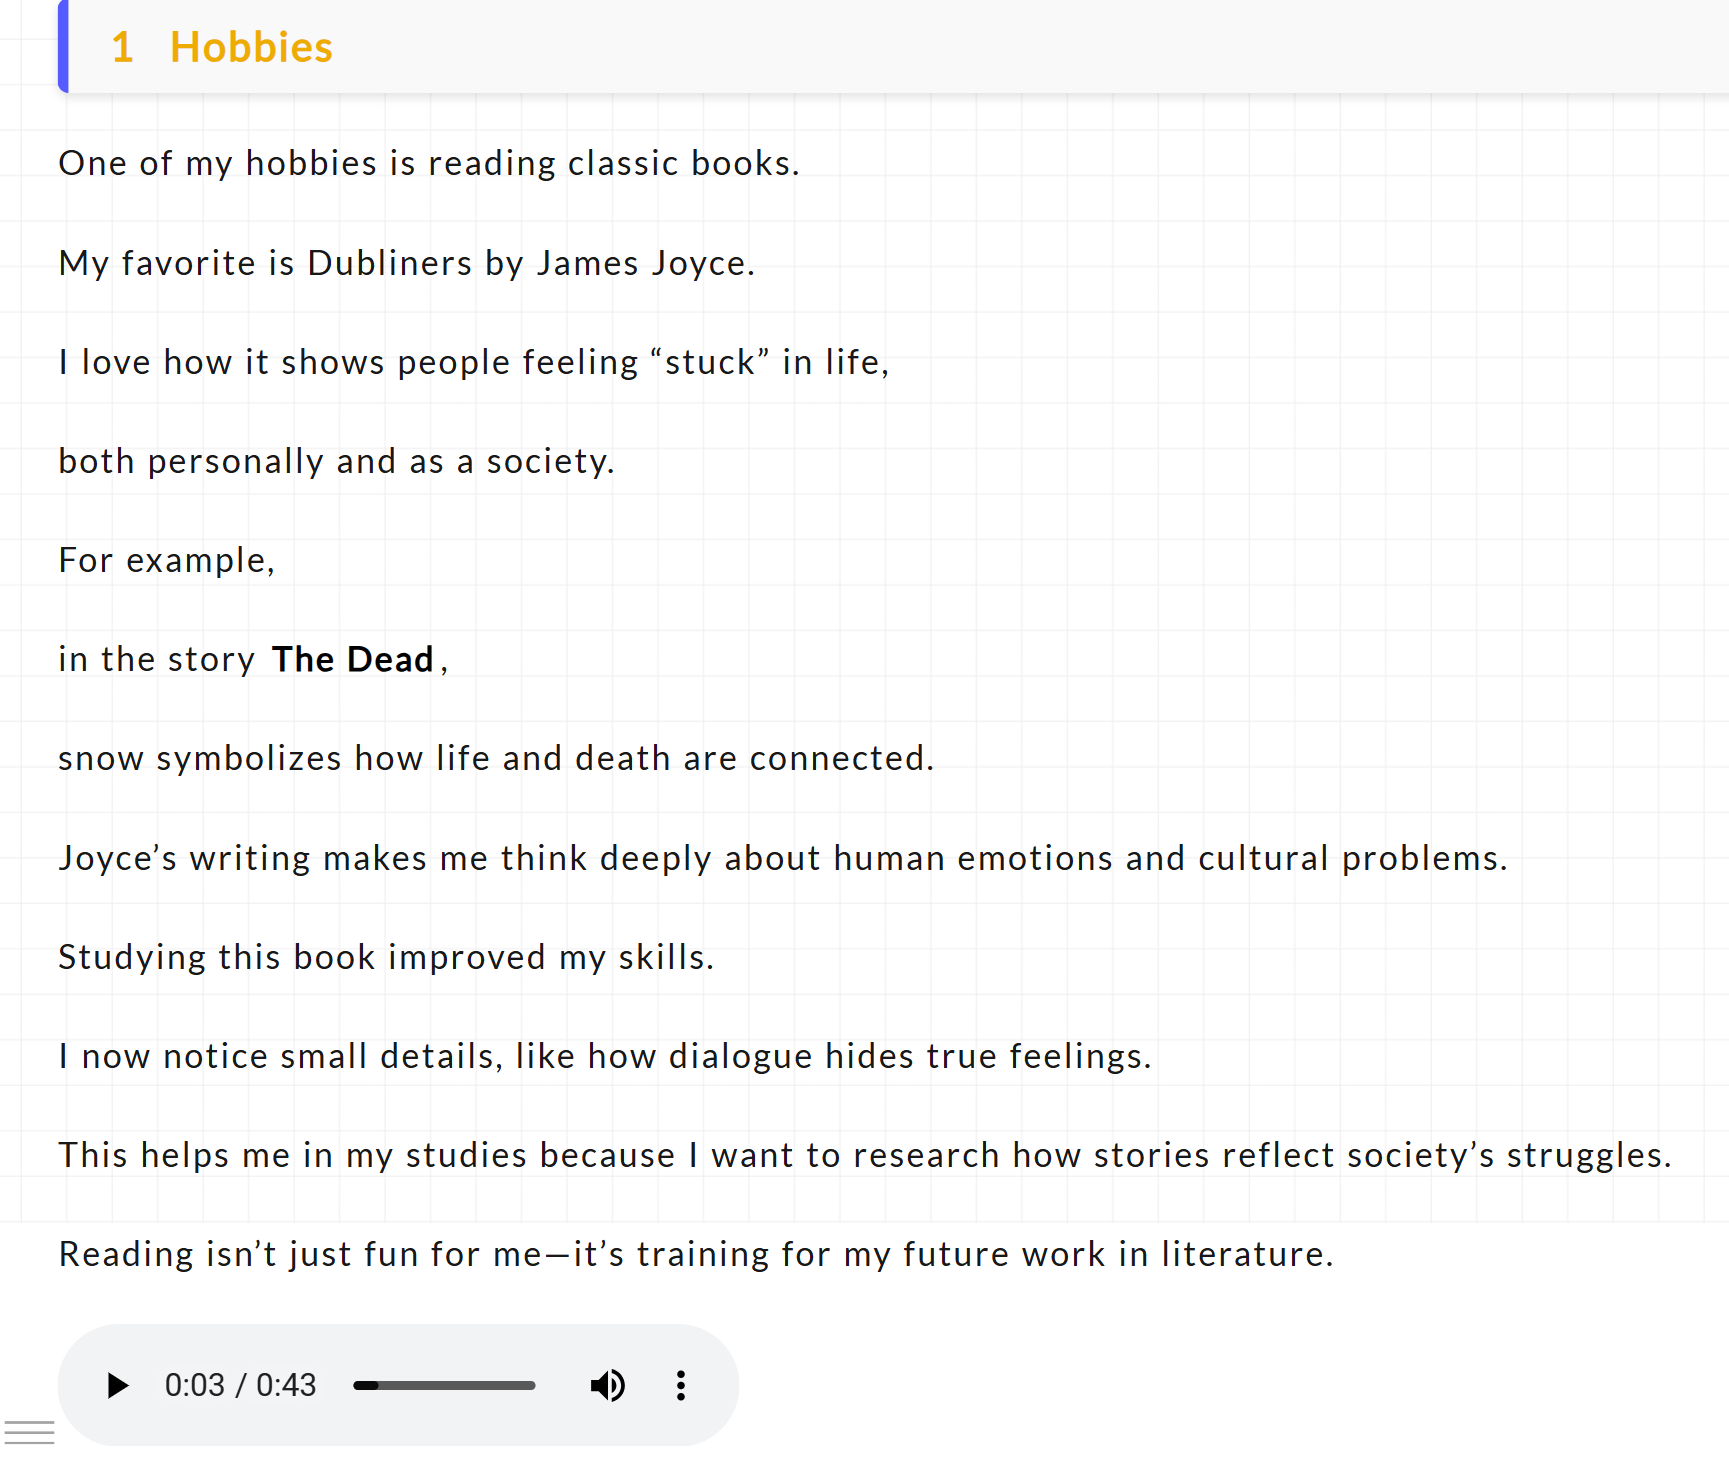 1 Hobbies
One of my hobbies is reading classic books.
My favorite is Dubliners by James Joyce.
I love how it shows people feeling “stuck” in life,
both personally and as a society.
For example,
in the story The Dead,
snow symbolizes how life and death are connected.
Joyce’s writing makes me think deeply about human emotions and cultural problems.
Studying this book improved my skills.
I now notice small details, like how dialogue hides true feelings.
This helps me in my studies because I want to research how stories reflect society’s struggles.
Reading isn’t just fun for me—it’s training for my future work in literature.
0:03 / 0:43